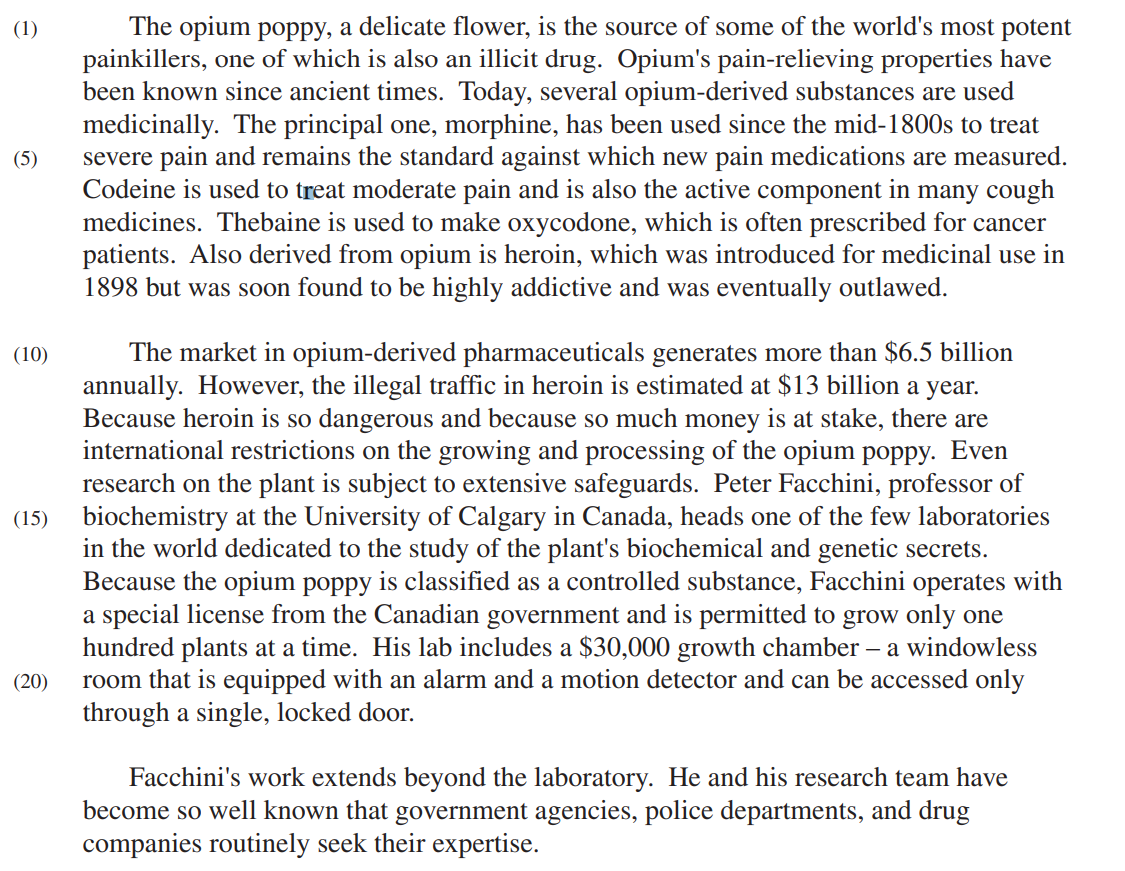 (1) The opium poppy, a delicate flower, is the source of some of the world's most potent
painkillers, one of which is also an illicit drug. Opium's pain-relieving properties have
been known since ancient times. Today, several opium-derived substances are used
medicinally. The principal one, morphine, has been used since the mid-1800s to treat
(5) severe pain and remains the standard against which new pain medications are measured.
Codeine is used to treat moderate pain and is also the active component in many cough
medicines. Thebaine is used to make oxycodone, which is often prescribed for cancer
patients. Also derived from opium is heroin, which was introduced for medicinal use in
1898 but was soon found to be highly addictive and was eventually outlawed.
(10) The market in opium-derived pharmaceuticals generates more than $6.5 billion
annually. However, the illegal traffic in heroin is estimated at $13 billion a year.
Because heroin is so dangerous and because so much money is at stake, there are
international restrictions on the growing and processing of the opium poppy. Even
research on the plant is subject to extensive safeguards. Peter Facchini, professor of
(15) biochemistry at the University of Calgary in Canada, heads one of the few laboratories
in the world dedicated to the study of the plant's biochemical and genetic secrets.
Because the opium poppy is classified as a controlled substance, Facchini operates with
a special license from the Canadian government and is permitted to grow only one
hundred plants at a time. His lab includes a $30,000 growth chamber – a windowless
(20) room that is equipped with an alarm and a motion detector and can be accessed only
through a single, locked door.
Facchini's work extends beyond the laboratory. He and his research team have
become so well known that government agencies, police departments, and drug
companies routinely seek their expertise.